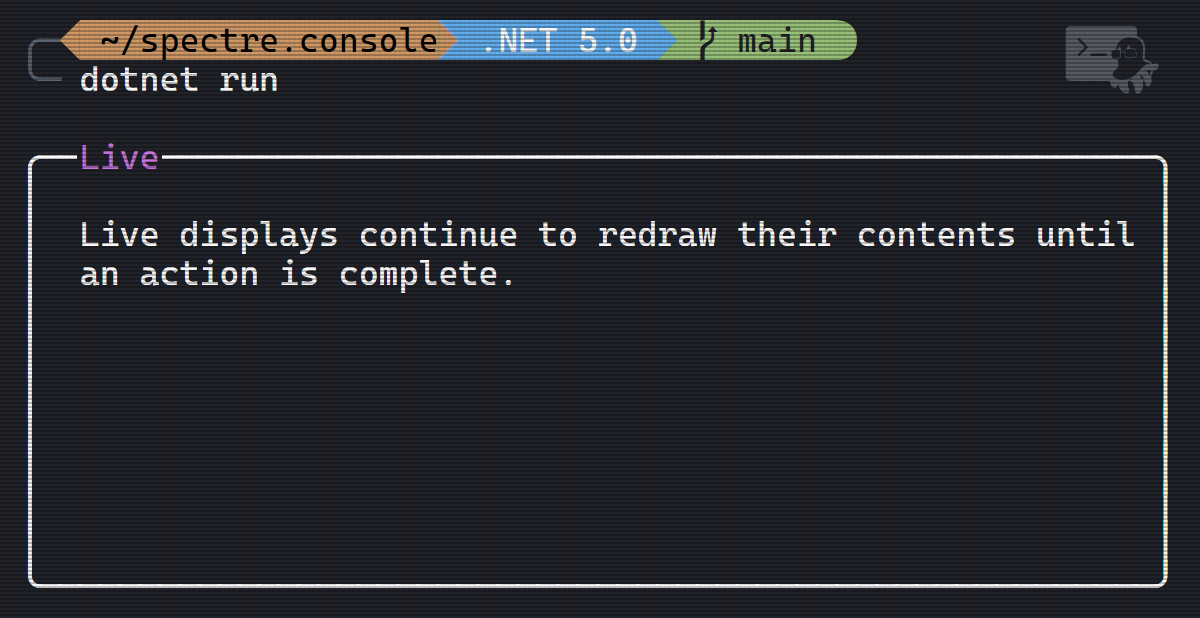 ~/spectre.console .NET 5.0 main
dotnet run
Live
Live displays continue to redraw their contents until
an action is complete.